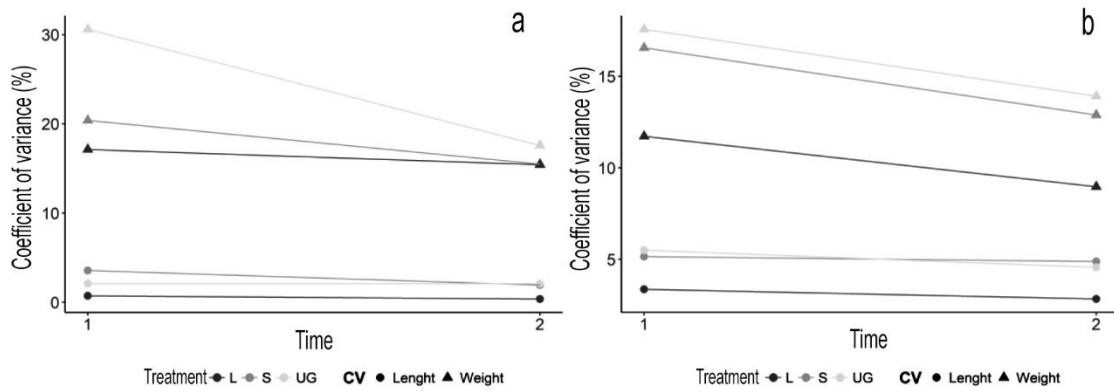 a
Coefficient of variance (%)
30
20
10
0
1 2
Time
Treatment L S UG CV Lenght Weight
b
Coefficient of variance (%)
15
10
5
1 2
Time
Treatment L S UG CV Lenght Weight